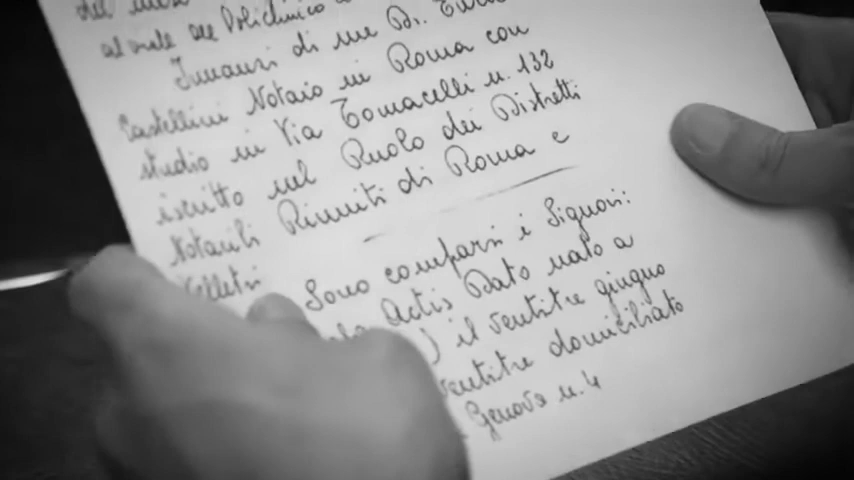 del mese
al viale del Policlinico
Innanzi di me Dr.
Castellini Notaio in Roma con
studio in Via Tomacelli n. 132
iscritto nel Ruolo dei Distretti
Notarili Riuniti di Roma e
Velletri
Sono comparsi i Signori:
Actis Dato nato a
) il ventitre giugno
ventitre domiciliato
Genova n. 4